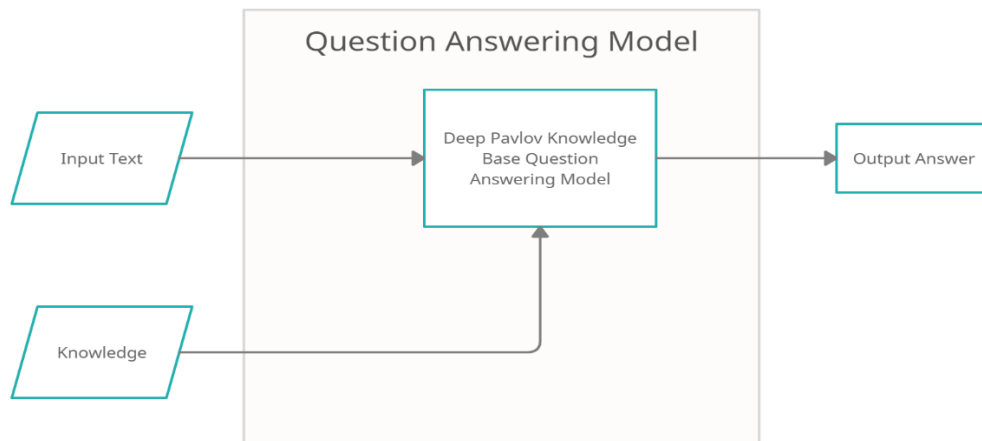 Question Answering Model
Input Text
Deep Pavlov Knowledge
Base Question
Answering Model
Output Answer
Knowledge